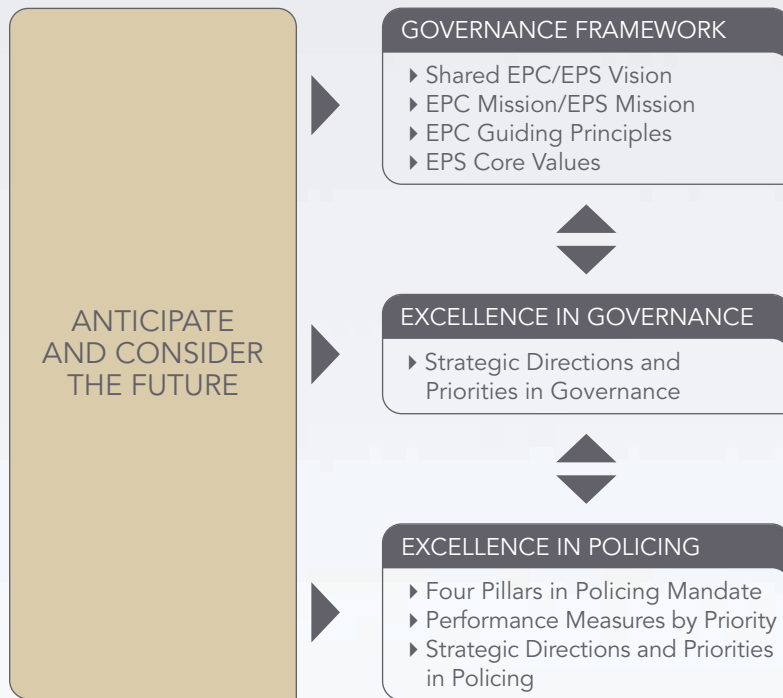 ANTICIPATE
AND CONSIDER
THE FUTURE
GOVERNANCE FRAMEWORK
Shared EPC/EPS Vision
EPC Mission/EPS Mission
EPC Guiding Principles
EPS Core Values
EXCELLENCE IN GOVERNANCE
Strategic Directions and
Priorities in Governance
EXCELLENCE IN POLICING
Four Pillars in Policing Mandate
Performance Measures by Priority
Strategic Directions and Priorities
in Policing